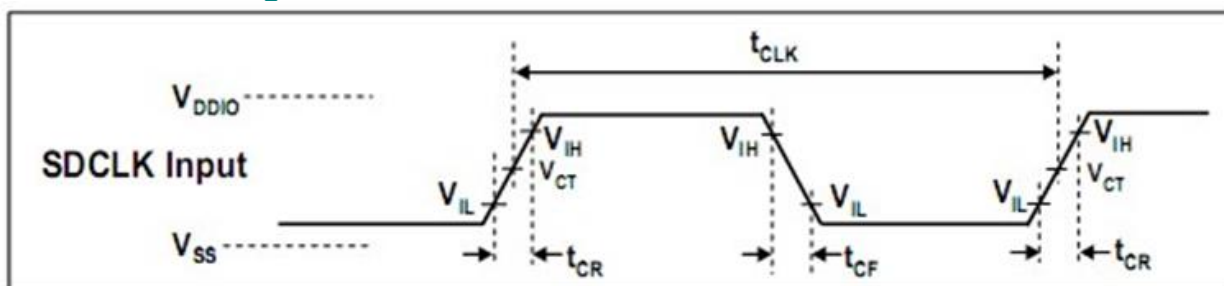 tCLK
VDDIO
SDCLK Input
VIH
VIH
VIH
VCT
VCT
VIL
VIL
VIL
VSS
tCR
tCF
tCR